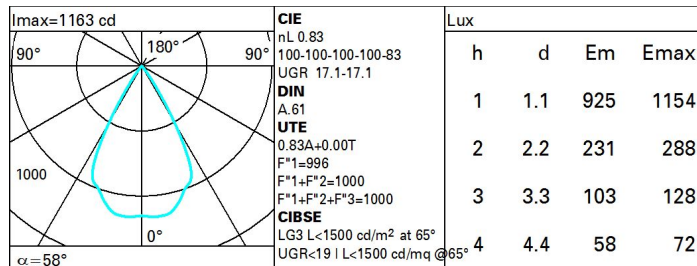 Imax=1163 cd
90°
180°
90°
1000
0°
α=58°
CIE
nL 0.83
100-100-100-100-83
UGR 17.1-17.1
DIN
A.61
UTE
0.83A+0.00T
F"1=996
F"1+F"2=1000
F"1+F"2+F"3=1000
CIBSE
LG3 L<1500 cd/m² at 65°
UGR<19 | L<1500 cd/mq @65°
Lux
h d Em Emax
1 1.1 925 1154
2 2.2 231 288
3 3.3 103 128
4 4.4 58 72